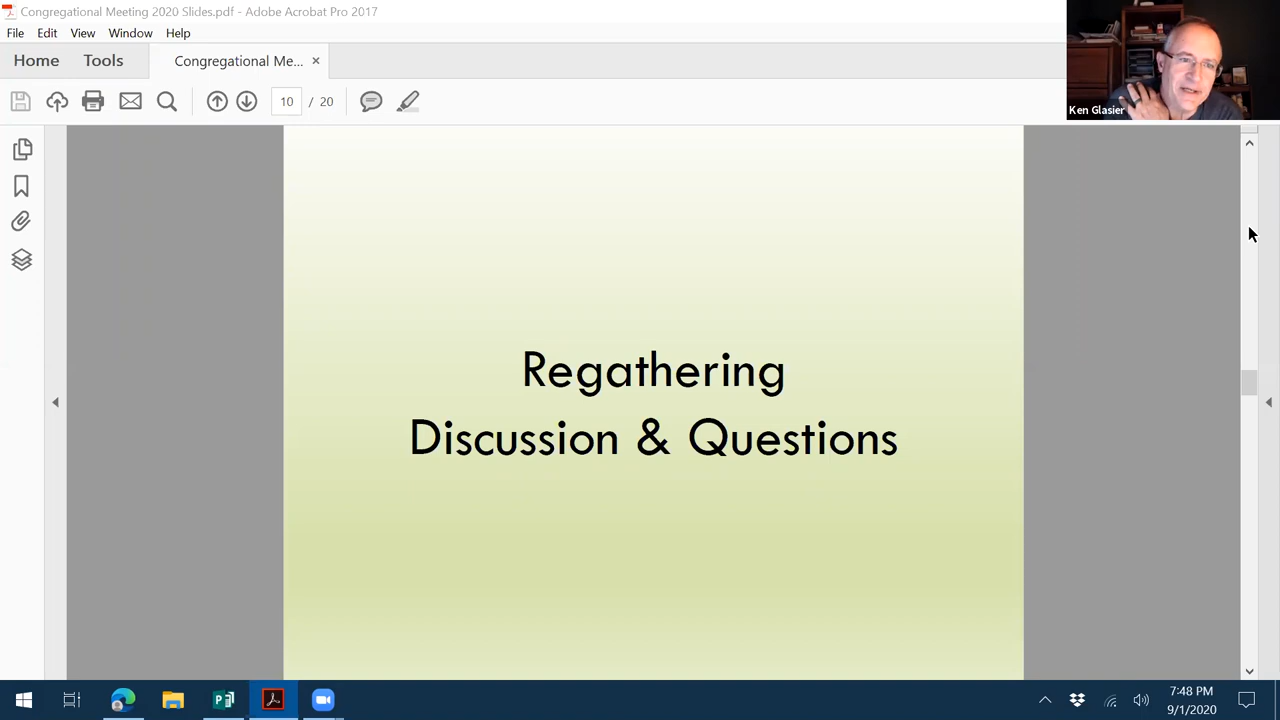 Congregational Meeting 2020 Slides.pdf - Adobe Acrobat Pro 2017
File Edit View Window Help
Home Tools Congregational Me... ×
10 / 20
Ken Glasier
Regathering
Discussion & Questions
7:48 PM
9/1/2020